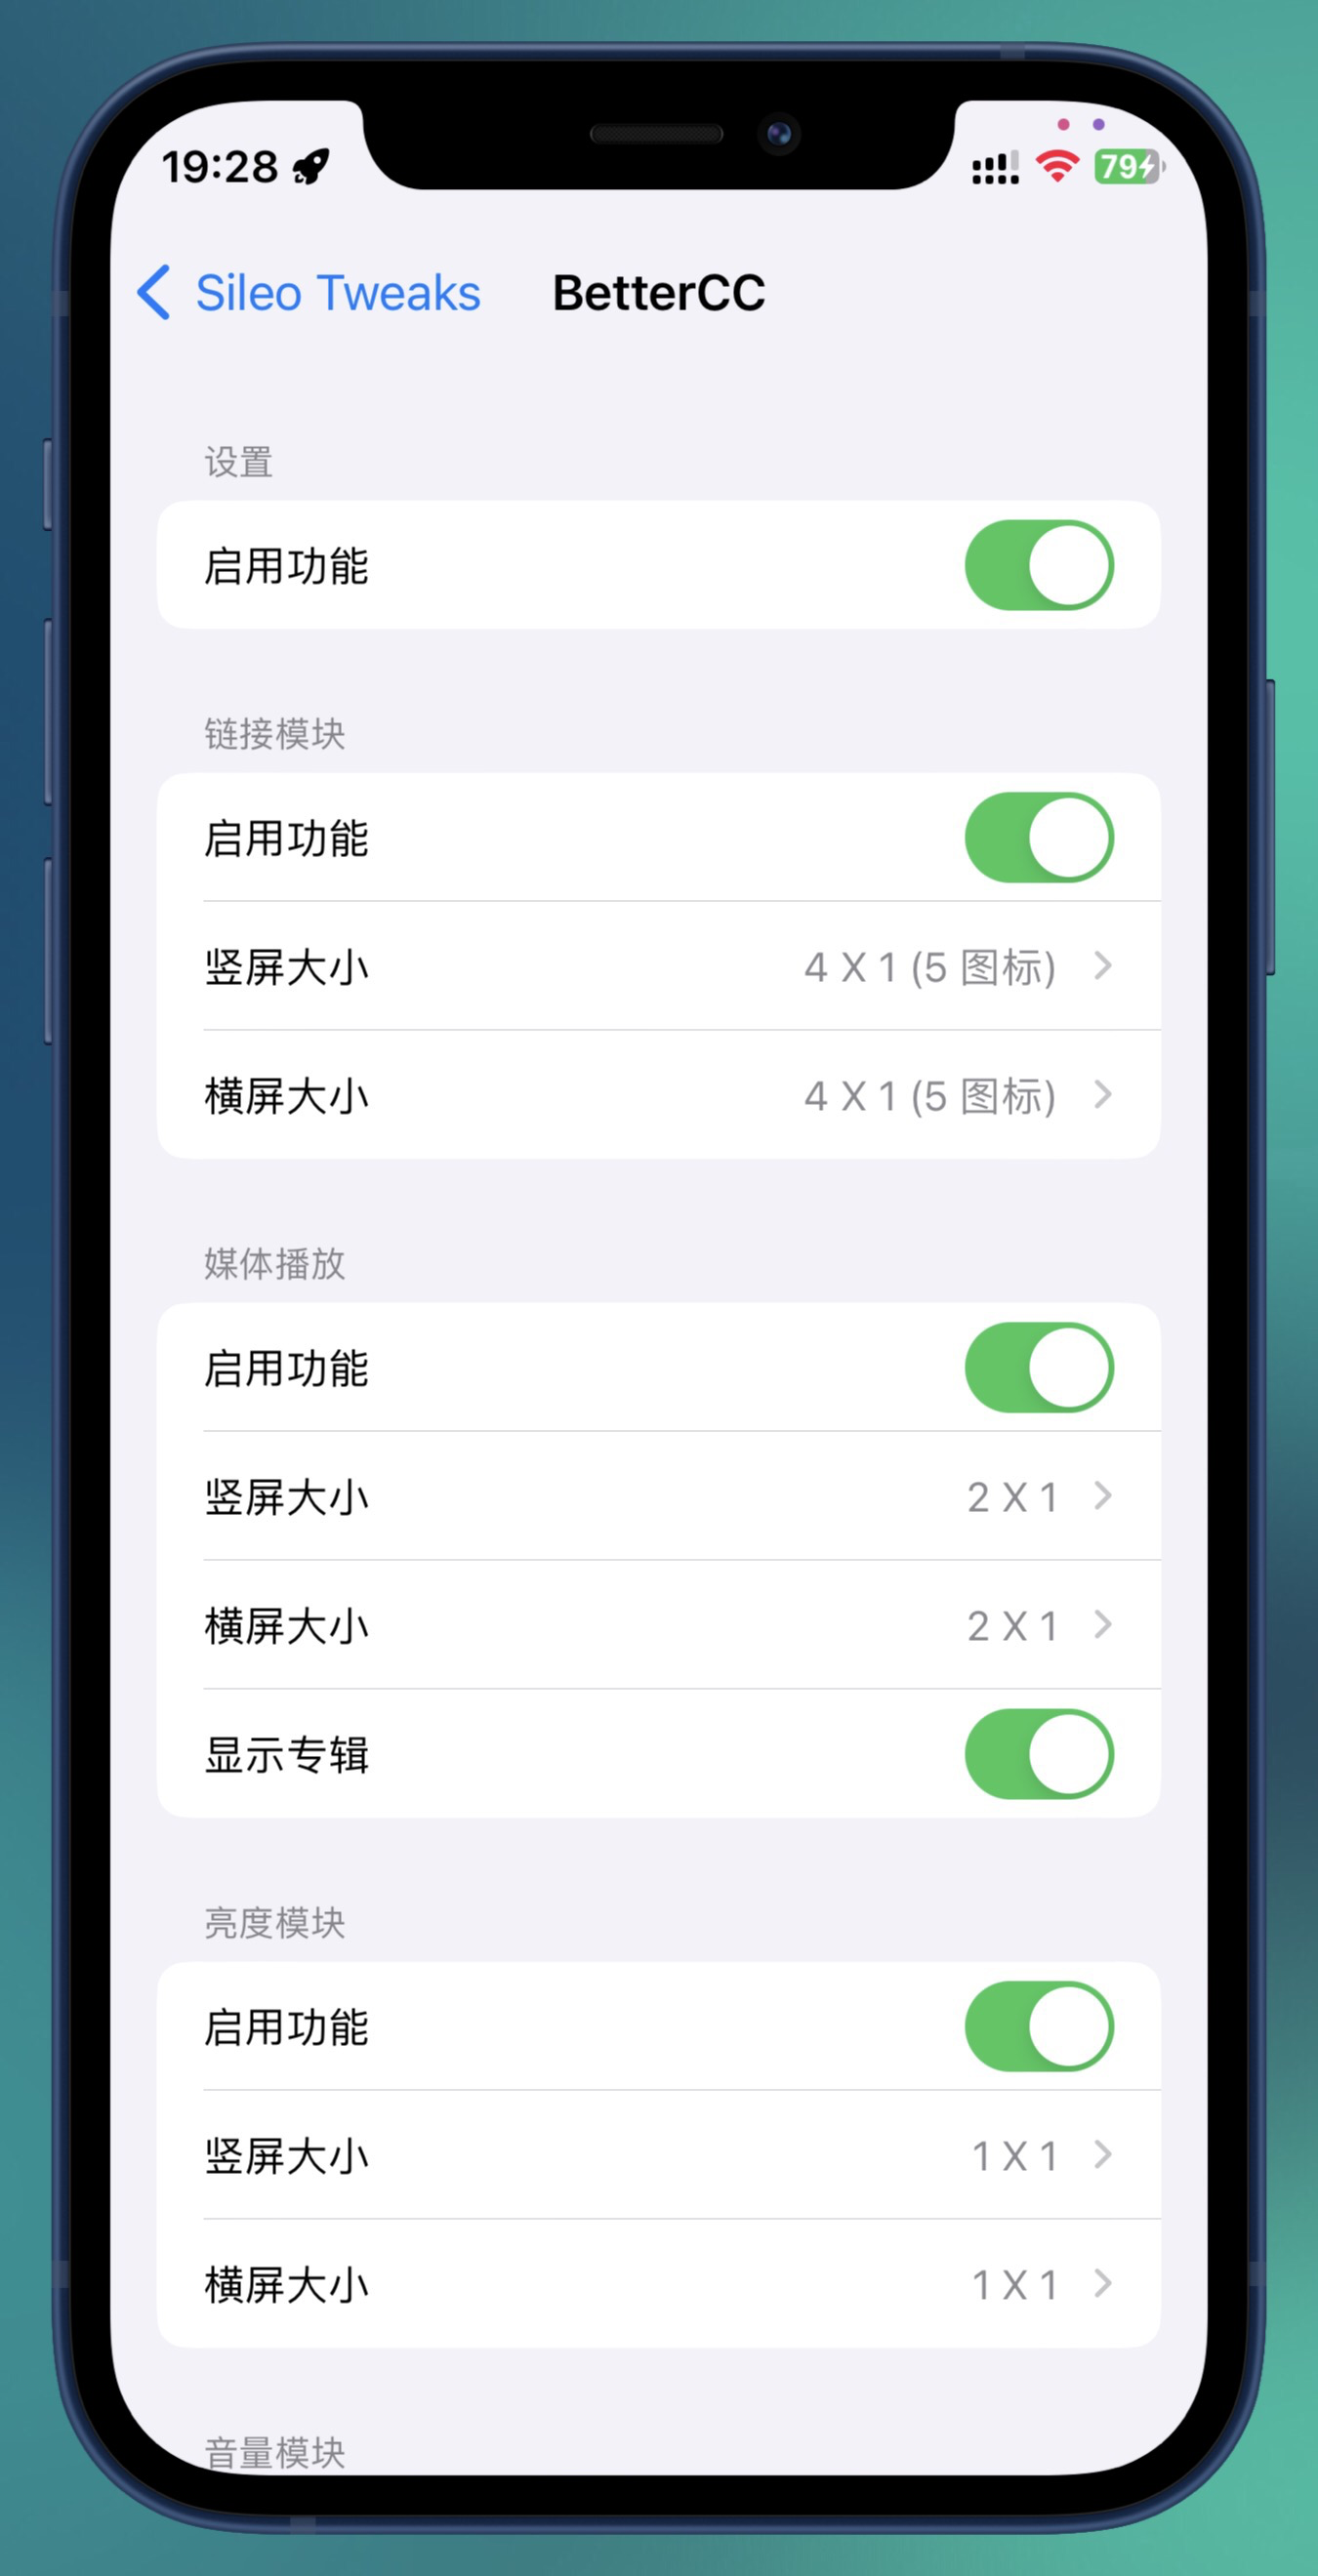 19:28
79
Sileo Tweaks
BetterCC
设置
启用功能
链接模块
启用功能
竖屏大小 4 X 1 (5 图标)
横屏大小 4 X 1 (5 图标)
媒体播放
启用功能
竖屏大小 2 X 1
横屏大小 2 X 1
显示专辑
亮度模块
启用功能
竖屏大小 1 X 1
横屏大小 1 X 1
音量模块